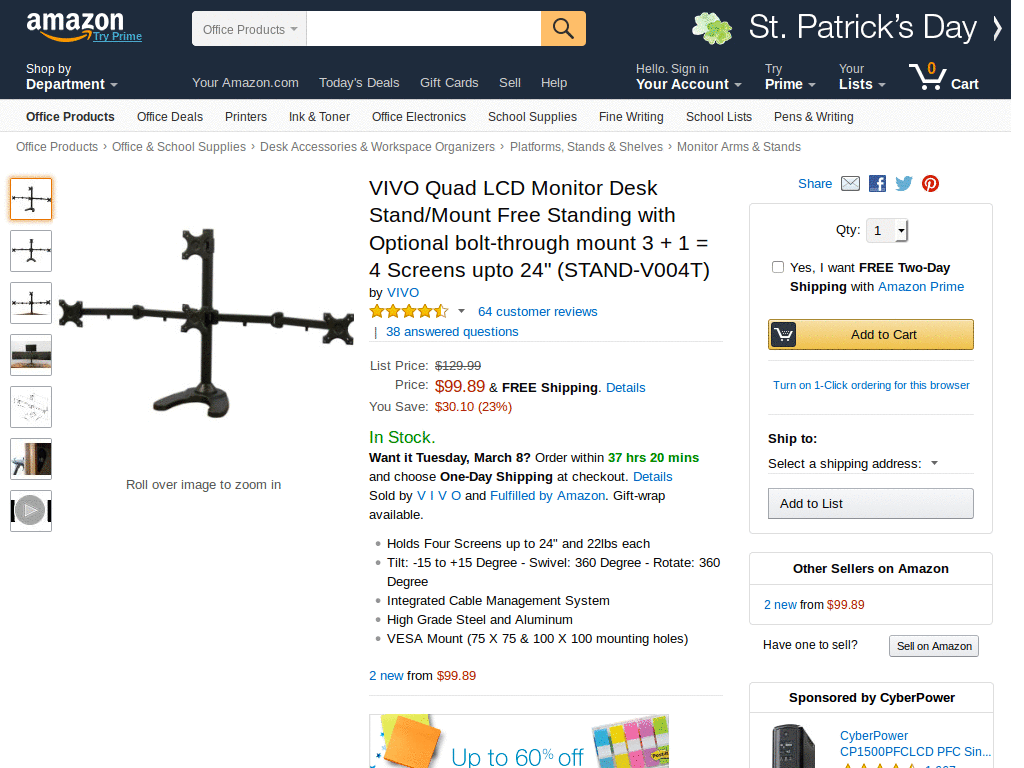 amazon
Try Prime
Office Products
St. Patrick's Day
Shop by
Department
Your Amazon.com Today's Deals Gift Cards Sell Help
Hello. Sign in
Your Account
Try
Prime
Your
Lists
0
Cart
Office Products Office Deals Printers Ink & Toner Office Electronics School Supplies Fine Writing School Lists Pens & Writing
Office Products › Office & School Supplies › Desk Accessories & Workspace Organizers › Platforms, Stands & Shelves › Monitor Arms & Stands
Roll over image to zoom in
VIVO Quad LCD Monitor Desk
Stand/Mount Free Standing with
Optional bolt-through mount 3 + 1 =
4 Screens upto 24" (STAND-V004T)
by VIVO
64 customer reviews
| 38 answered questions
List Price: $129.99
Price: $99.89 & FREE Shipping. Details
You Save: $30.10 (23%)
In Stock.
Want it Tuesday, March 8? Order within 37 hrs 20 mins
and choose One-Day Shipping at checkout. Details
Sold by V I V O and Fulfilled by Amazon. Gift-wrap
available.
• Holds Four Screens up to 24" and 22lbs each
• Tilt: -15 to +15 Degree - Swivel: 360 Degree - Rotate: 360
Degree
• Integrated Cable Management System
• High Grade Steel and Aluminum
• VESA Mount (75 X 75 & 100 X 100 mounting holes)
2 new from $99.89
Up to 60% off
Share
Qty: 1
Yes, I want FREE Two-Day
Shipping with Amazon Prime
Add to Cart
Turn on 1-Click ordering for this browser
Ship to:
Select a shipping address:
Add to List
Other Sellers on Amazon
2 new from $99.89
Have one to sell? Sell on Amazon
Sponsored by CyberPower
CyberPower
CP1500PFCLCD PFC Sin...